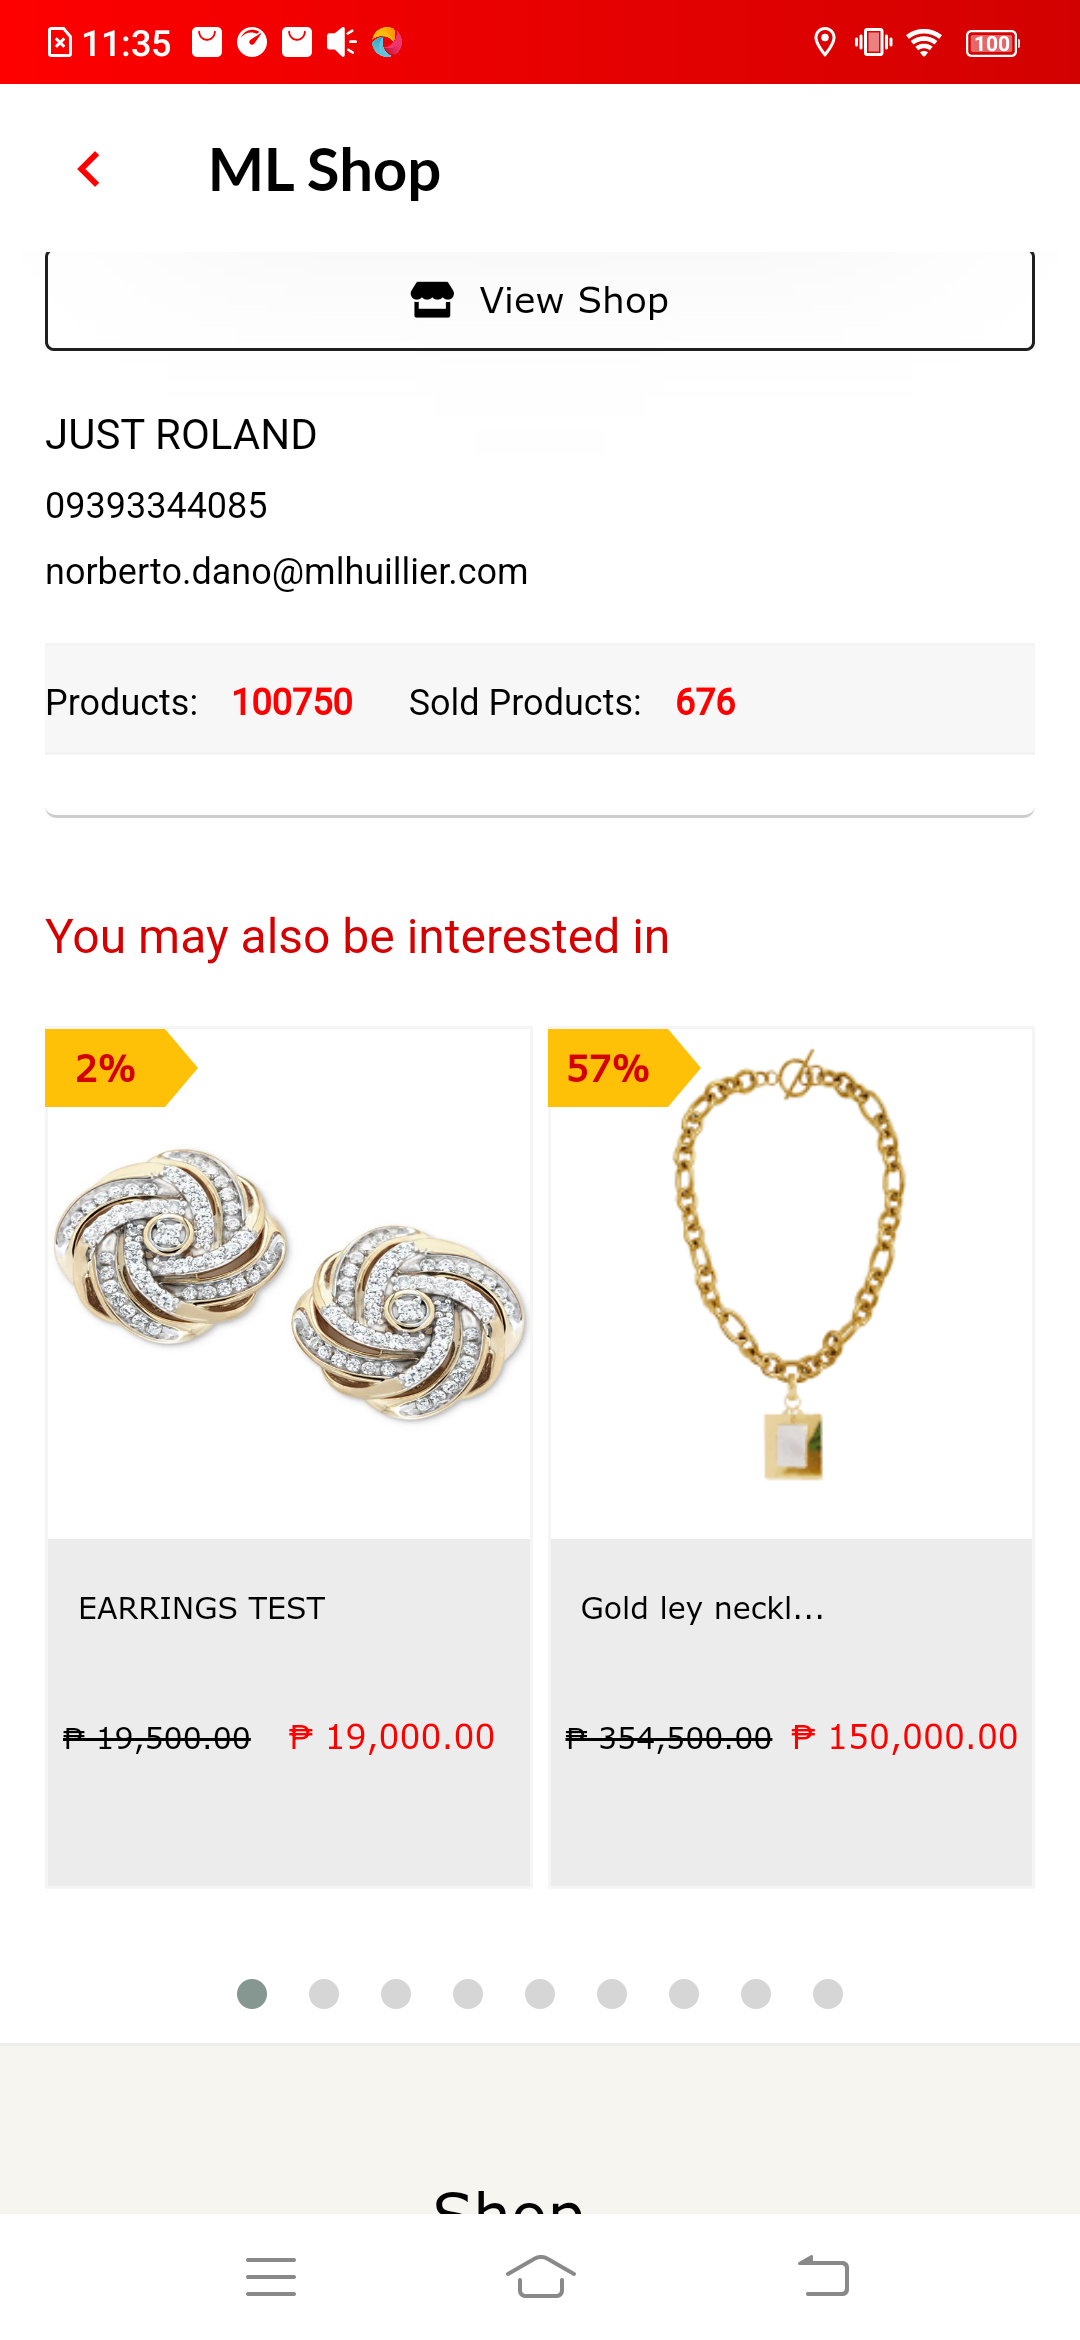 11:35
100
ML Shop
View Shop
JUST ROLAND
09393344085
norberto.dano@mlhuillier.com
Products: 100750 Sold Products: 676
You may also be interested in
2%
57%
EARRINGS TEST
Gold ley neckl...
₱ 19,500.00 ₱ 19,000.00
₱ 354,500.00 ₱ 150,000.00
Shop